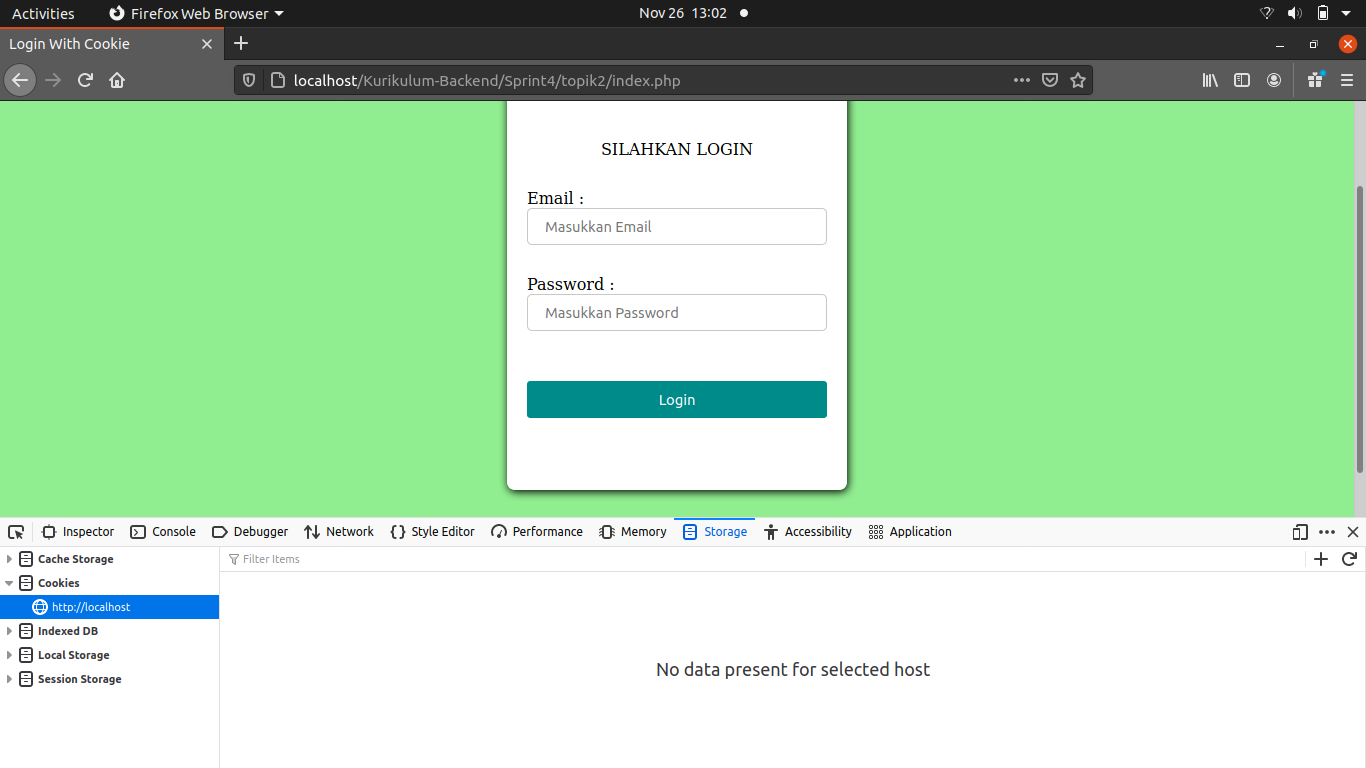 Activities Firefox Web Browser Nov 26 13:02
Login With Cookie
localhost/Kurikulum-Backend/Sprint4/topik2/index.php
SILAHKAN LOGIN
Email :
Masukkan Email
Password :
Masukkan Password
Login
Inspector Console Debugger Network Style Editor Performance Memory Storage Accessibility Application
Cache Storage
Filter Items
Cookies
http://localhost
Indexed DB
Local Storage
Session Storage
No data present for selected host